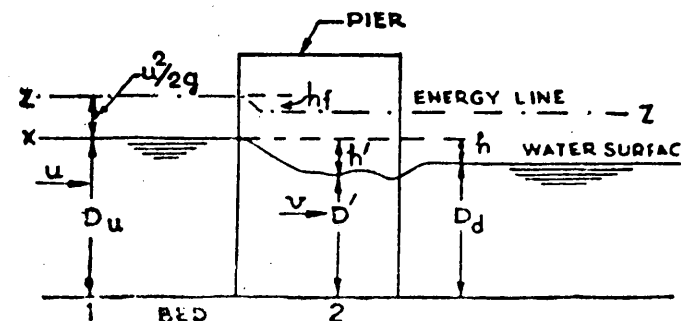 PIER
u²/2g
Z hf ENERGY LINE Z
X h' h WATER SURFAC
u
v
Du D' Dd
1 BED 2